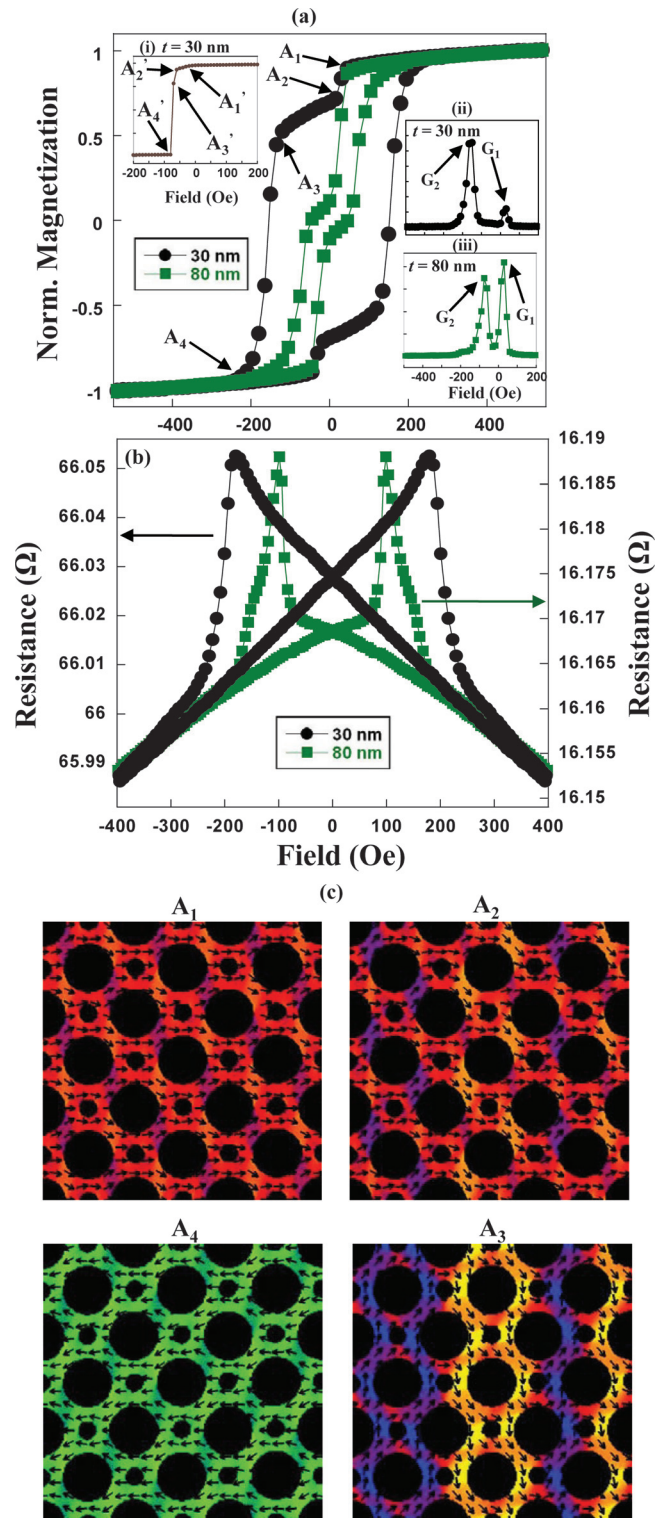 (a)
(i) t = 30 nm
A2'
A1'
A4'
A3'
-200 -100 0 100 200
Field (Oe)
A1
A2
A3
A4
(ii)
t = 30 nm
G2
G1
(iii)
t = 80 nm
G2
G1
-400 -200 0 200
Field (Oe)
30 nm
80 nm
Norm. Magnetization
1
0.5
0
-0.5
-1
-400 -200 0 200 400
(b)
Resistance (Ω)
66.05
66.04
66.03
66.02
66.01
66
65.99
30 nm
80 nm
16.19
16.188
16.18
16.175
16.170
16.168
16.16
16.155
16.15
Resistance (Ω)
-400 -300 -200 -100 0 100 200 300 400
Field (Oe)
(c)
A1
A2
A4
A3